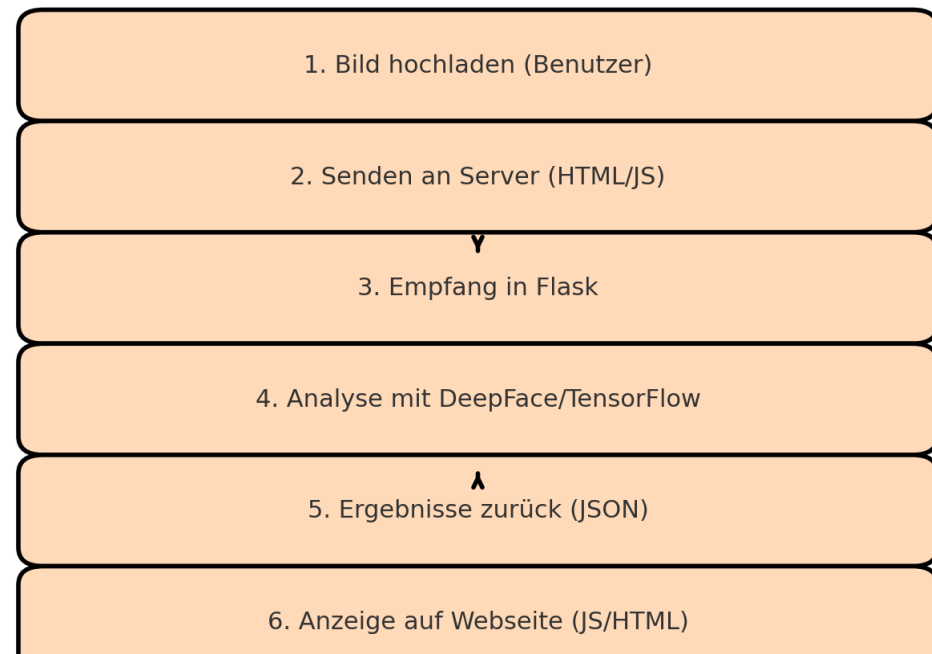 1. Bild hochladen (Benutzer)
2. Senden an Server (HTML/JS)
3. Empfang in Flask
4. Analyse mit DeepFace/TensorFlow
5. Ergebnisse zurück (JSON)
6. Anzeige auf Webseite (JS/HTML)